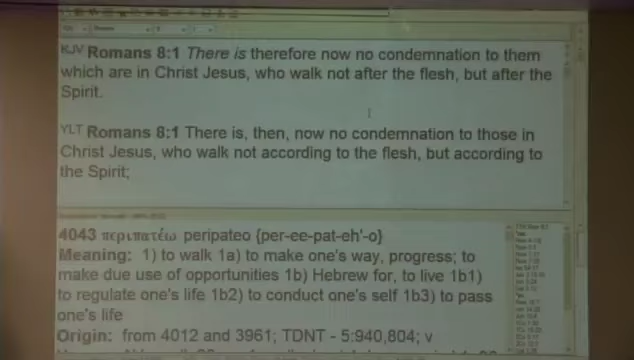 KJV Romans 8:1 There is therefore now no condemnation to them
which are in Christ Jesus, who walk not after the flesh, but after the
Spirit.
YLT Romans 8:1 There is, then, now no condemnation to those in
Christ Jesus, who walk not according to the flesh, but according to
the Spirit;
4043 περιπατέω peripateo {per-ee-pat-eh'-o}
Meaning: 1) to walk 1a) to make one's way, progress; to
make due use of opportunities 1b) Hebrew for, to live 1b1)
to regulate one's life 1b2) to conduct one's self 1b3) to pass
one's life
Origin: from 4012 and 3961; TDNT - 5:940,804; v